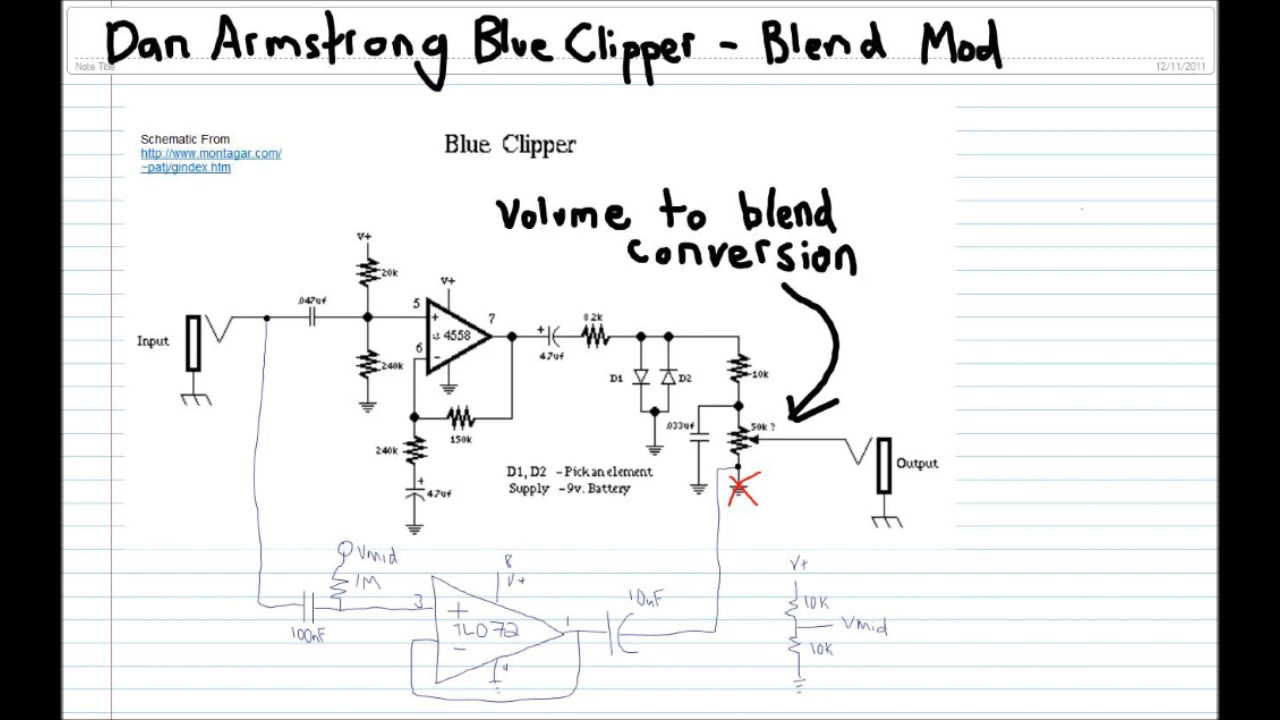 Dan Armstrong Blue Clipper - Blend Mod
Note Title
12/11/2011
Schematic From
http://www.montagar.com/
~patj/gindex.htm
Blue Clipper
Volume to blend
conversion
V+
20k
V+
.047uf
5
7
8.2k
Input
+
4558
+
6
-
4.7uf
240k
D1
D2
10k
.033uf
50k ?
150k
240k
Output
D1, D2 - Pick an element
Supply - 9v. Battery
+
4.7uf
Vmid
8
V+
V+
1M
10uF
10K
3
+
1
Vmid
100nF
TL072
-
10K
4